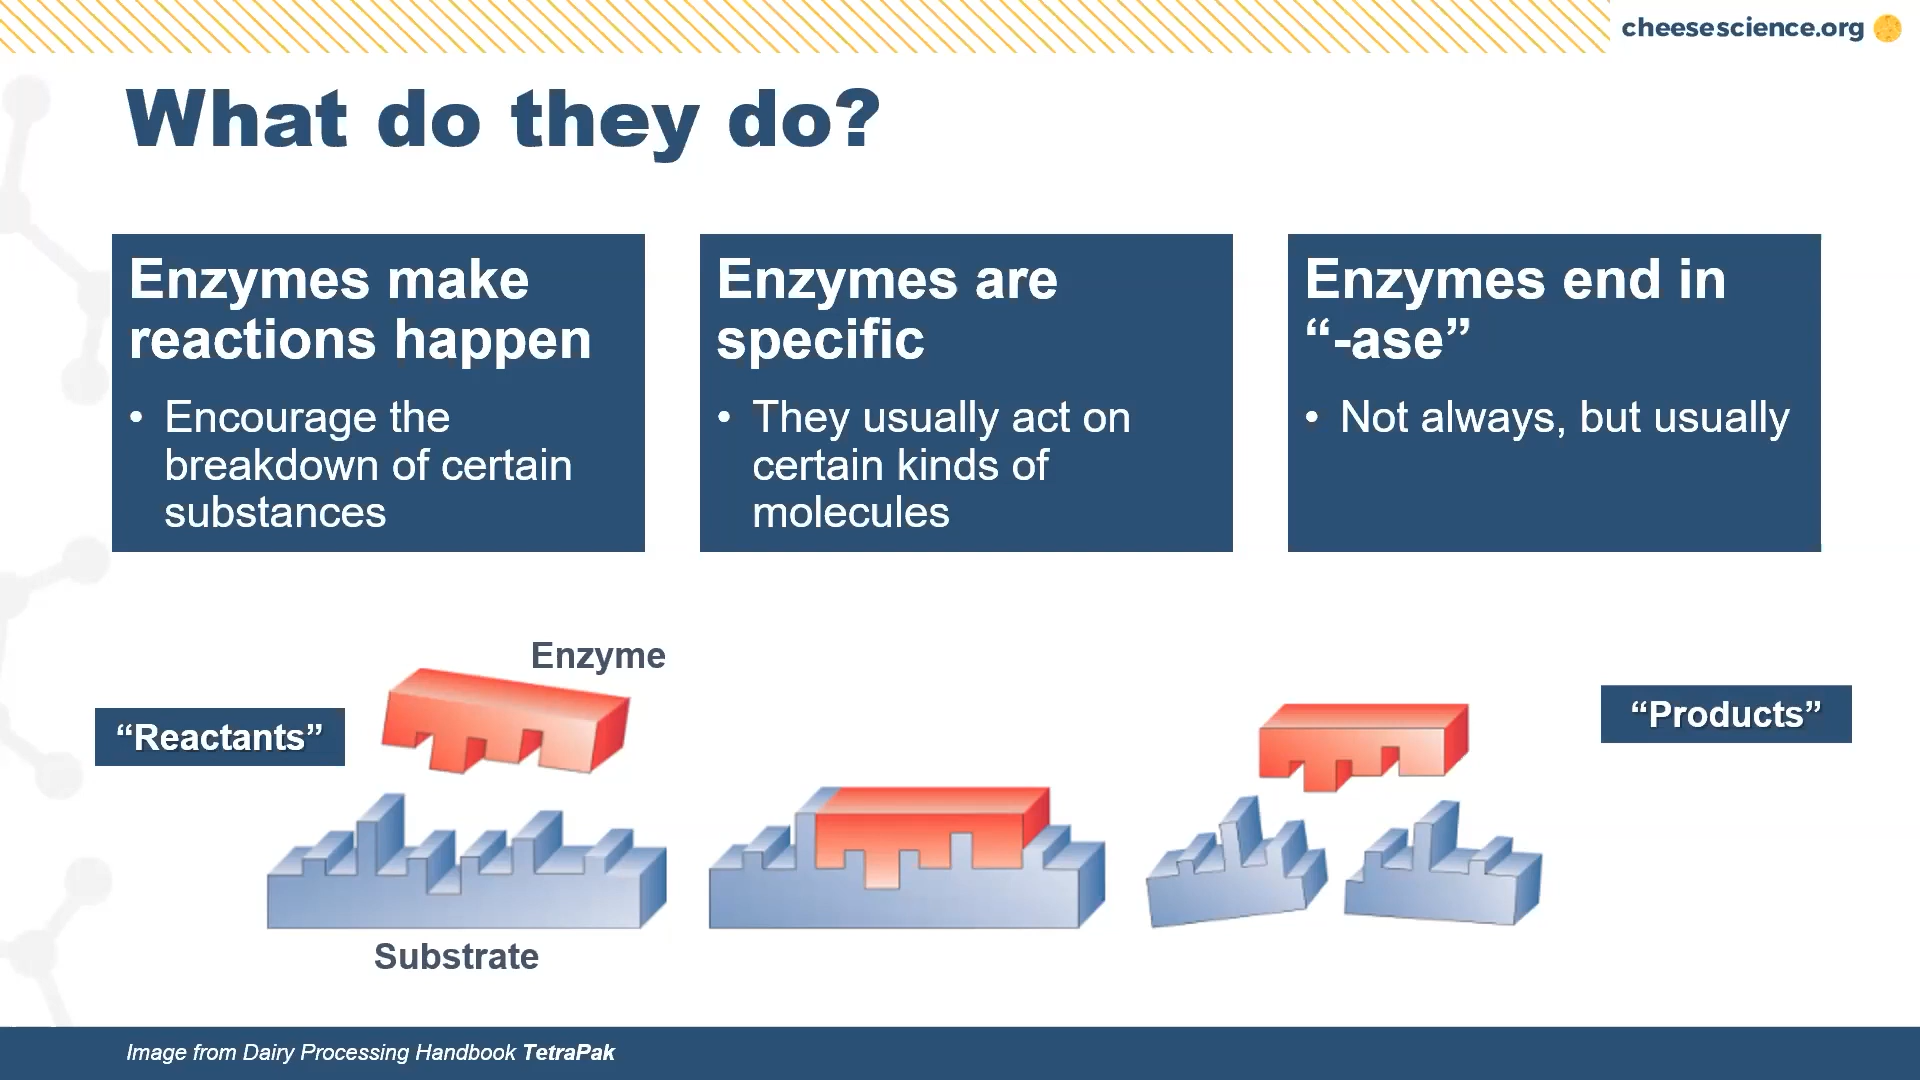 cheesescience.org
What do they do?
Enzymes make
reactions happen
• Encourage the
breakdown of certain
substances
Enzymes are
specific
• They usually act on
certain kinds of
molecules
Enzymes end in
“-ase”
• Not always, but usually
Enzyme
“Reactants”
“Products”
Substrate
Image from Dairy Processing Handbook TetraPak